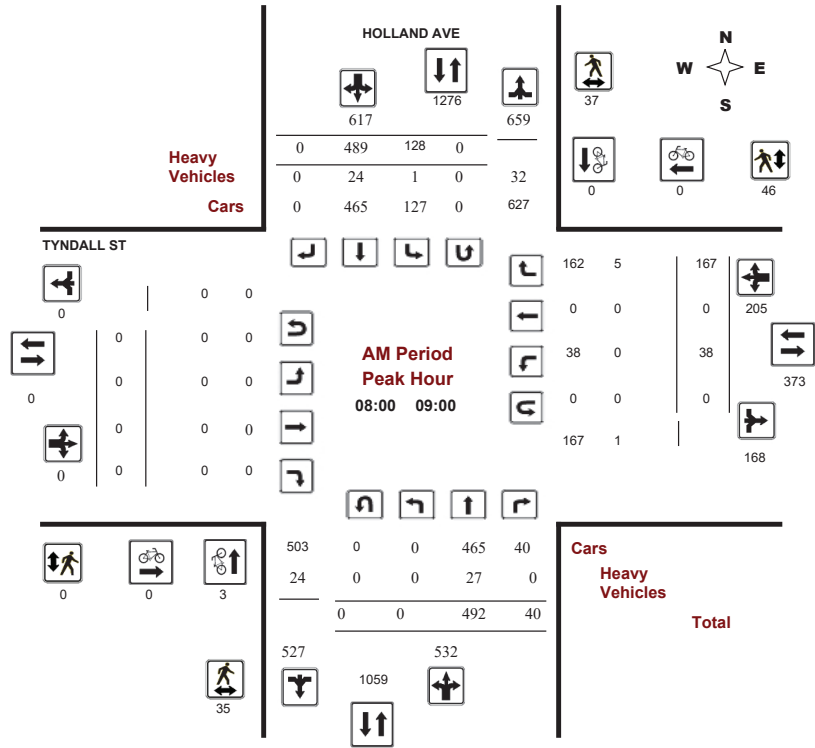 HOLLAND AVE
1276
617
659
37
N
W E
S
0 489 128 0
Heavy
Vehicles
0 24 1 0 32
Cars
0 465 127 0 627
0
0
46
TYNDALL ST
0
0 0
162 5 167
205
0 0 0
0 0 0
373
0
AM Period
Peak Hour
08:00 09:00
0 0 0
38 0 38
0 0 0
0 0 0
0
0 0 0
167 1
168
503 0 0 465 40
Cars
24 0 0 27 0
Heavy
Vehicles
0 0 492 40
Total
0
0
3
527
532
1059
35